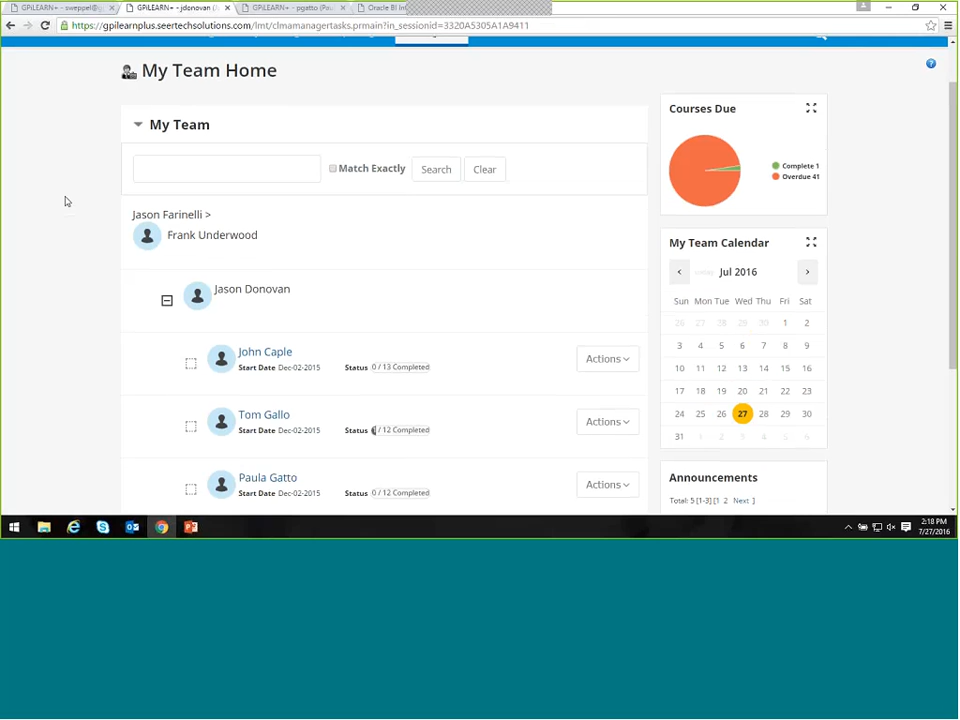 GPiLEARN+ - sweppel@g
GPiLEARN+ - jdonovan (
GPiLEARN+ - pgatto (Pau
Oracle BI Int
https://gpilearnplus.seertechsolutions.com/lmt/clmamanagertasks.prmain?in_sessionid=3320A5305A1A9411
My Team Home
My Team
Match Exactly
Search
Clear
Jason Farinelli >
Frank Underwood
Jason Donovan
John Caple
Start Date Dec-02-2015 Status 0 / 13 Completed
Actions
Tom Gallo
Start Date Dec-02-2015 Status / 12 Completed
Actions
Paula Gatto
Start Date Dec-02-2015 Status 0 / 12 Completed
Actions
Courses Due
Complete 1
Overdue 41
My Team Calendar
< Jul 2016 >
Sun Mon Tue Wed Thu Fri Sat
26 27 28 29 30 1 2
3 4 5 6 7 8 9
10 11 12 13 14 15 16
17 18 19 20 21 22 23
24 25 26 27 28 29 30
31 1 2 3 4 5 6
Announcements
Total: 5 [1-3] [1 2 Next ]
2:18 PM
7/27/2016